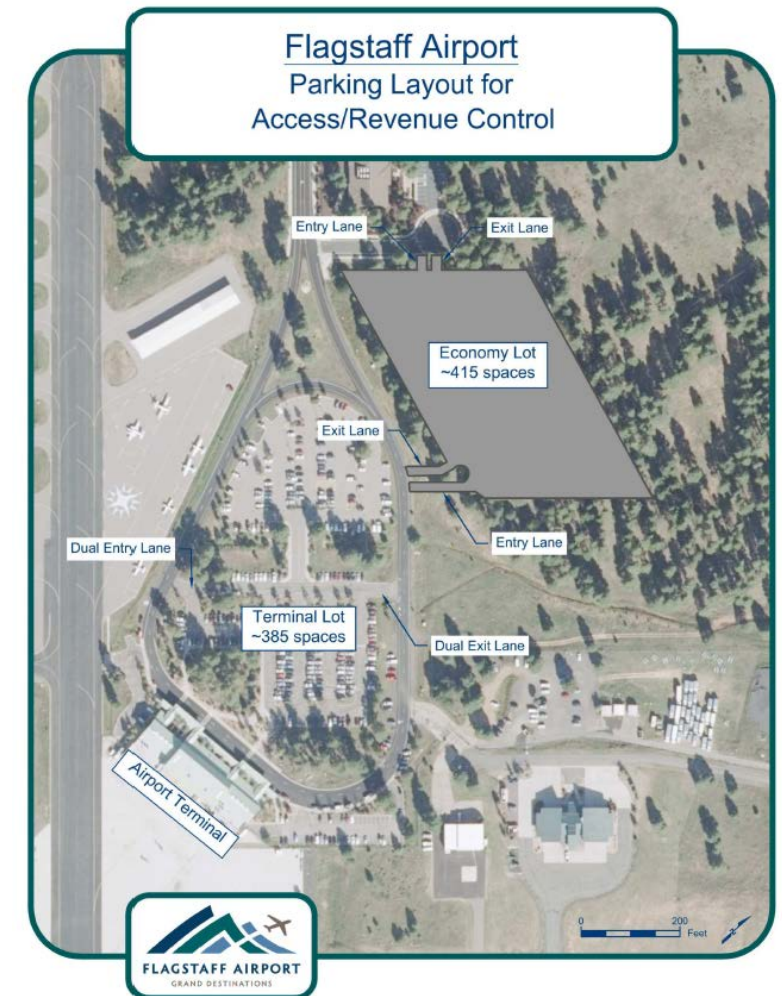 Flagstaff Airport
Parking Layout for
Access/Revenue Control
Entry Lane
Exit Lane
Economy Lot
~415 spaces
Exit Lane
Entry Lane
Dual Entry Lane
Terminal Lot
~385 spaces
Dual Exit Lane
Airport Terminal
0
200
Feet
FLAGSTAFF AIRPORT
GRAND DESTINATIONS